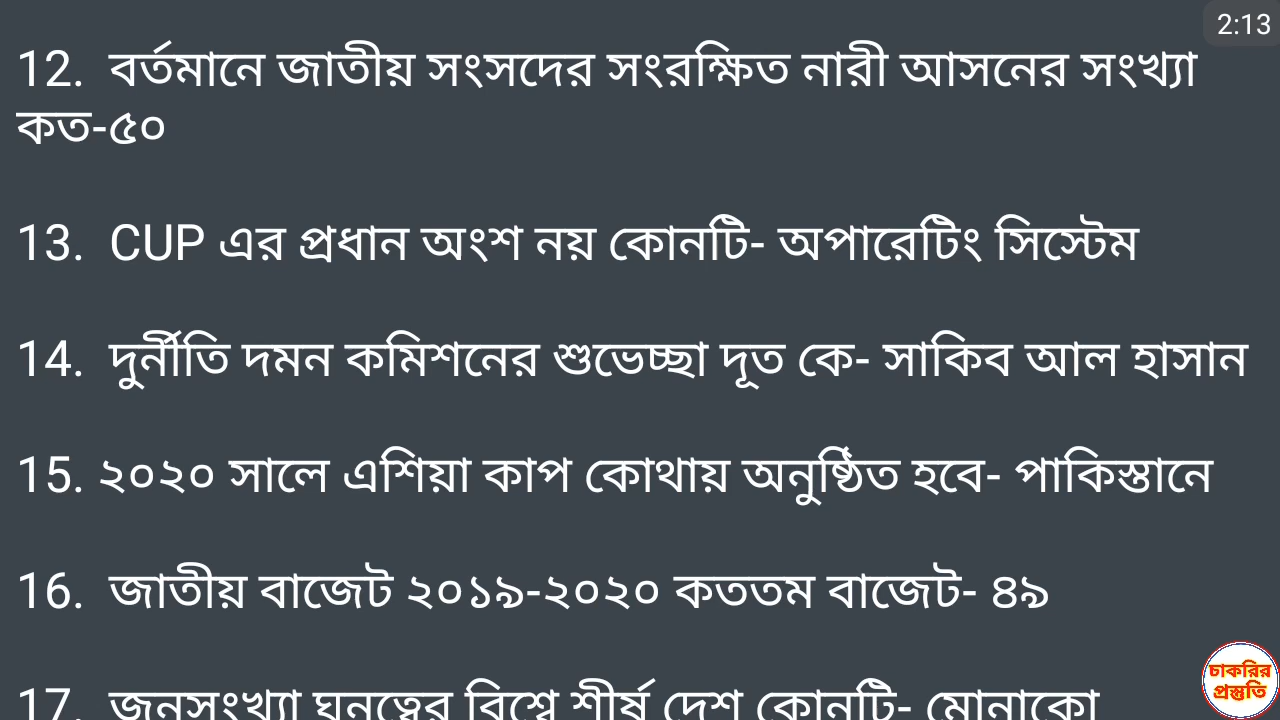 2:13
12. বর্তমানে জাতীয় সংসদের সংরক্ষিত নারী আসনের সংখ্যা
কত-৫০
13. CUP এর প্রধান অংশ নয় কোনটি- অপারেটিং সিস্টেম
14. দুর্নীতি দমন কমিশনের শুভেচ্ছা দূত কে- সাকিব আল হাসান
15. ২০২০ সালে এশিয়া কাপ কোথায় অনুষ্ঠিত হবে- পাকিস্তানে
16. জাতীয় বাজেট ২০১৯-২০২০ কততম বাজেট- ৪৯
17. জনসংখ্যা ঘনত্বের বিশ্বে শীর্ষ দেশ কোনটি- মোনাকো
চাকরির
প্রস্তুতি